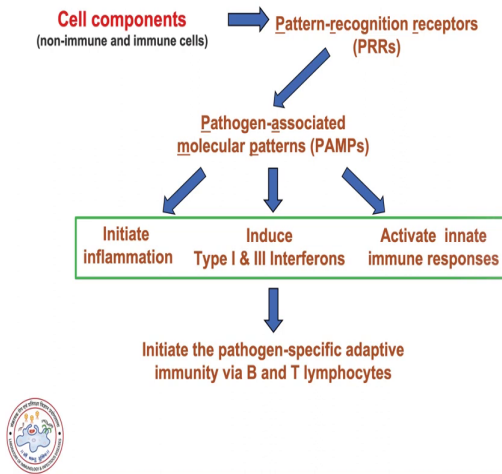 Cell components
(non-immune and immune cells)
Pattern-recognition receptors
(PRRs)
Pathogen-associated
molecular patterns (PAMPs)
Initiate
inflammation
Induce
Type I & III Interferons
Activate innate
immune responses
Initiate the pathogen-specific adaptive
immunity via B and T lymphocytes